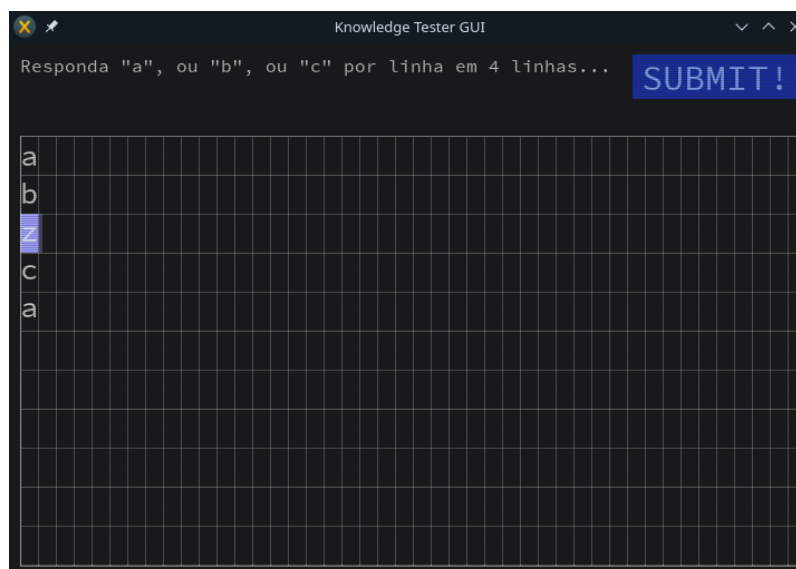 Knowledge Tester GUI
Responda "a", ou "b", ou "c" por linha em 4 linhas...
SUBMIT!
a
b
z
c
a